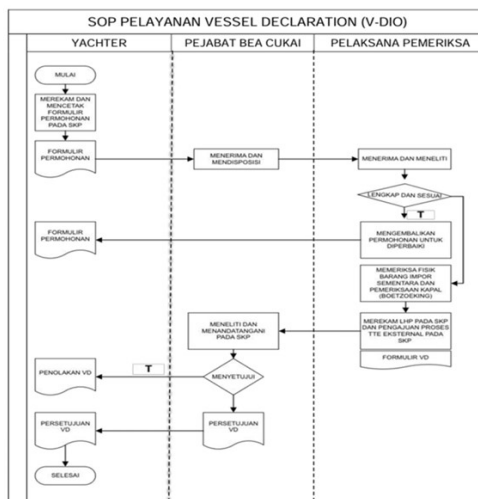 SOP PELAYANAN VESSEL DECLARATION (V-DIO)
YACHTER
PEJABAT BEA CUKAI
PELAKSANA PEMERIKSA
MULAI
MEREKAM DAN
MENCETAK
FORMULIR
PERMOHONAN
PADA SKP
FORMULIR
PERMOHONAN
MENERIMA DAN
MENDISPOSISI
MENERIMA DAN MENELITI
LENGKAP DAN SESUAI
T
FORMULIR
PERMOHONAN
MENGEMBALIKAN
PERMOHONAN UNTUK
DIPERBAIKI
MEMERIKSA FISIK
BARANG IMPOR
SEMENTARA DAN
PEMERIKSAAN KAPAL
(BOETZOEKING)
MENELITI DAN
MENANDATANGANI
PADA SKP
MEREKAM LHP PADA SKP
DAN PENGAJUAN PROSES
TTE EKSTERNAL PADA
SKP
FORMULIR VD
PENOLAKAN VD
T
MENYETUJUI
PERSETUJUAN
VD
PERSETUJUAN
VD
SELESAI